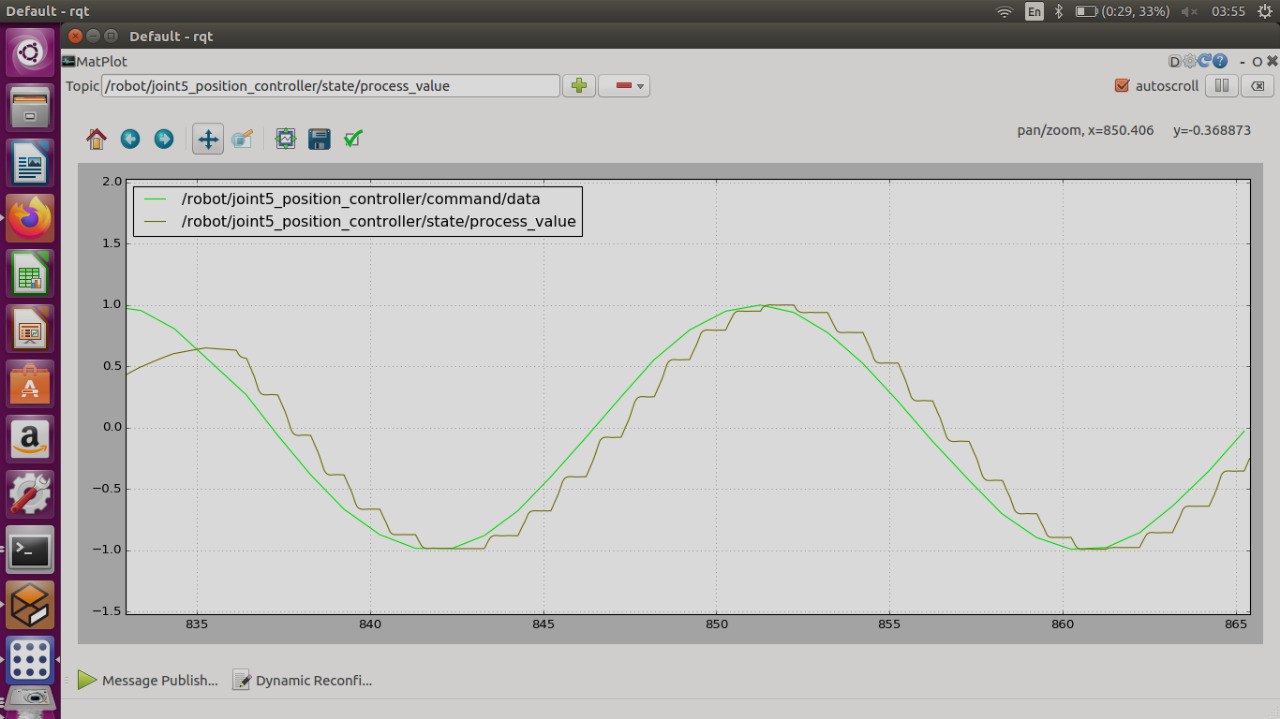 Default - rqt
En
(0:29, 33%)
03:55
Default - rqt
MatPlot
D
- O
Topic
/robot/joint5_position_controller/state/process_value
autoscroll
pan/zoom, x=850.406 y=-0.368873
/robot/joint5_position_controller/command/data
/robot/joint5_position_controller/state/process_value
2.0
1.5
1.0
0.5
0.0
−0.5
−1.0
−1.5
835 840 845 850 855 860 865
Message Publish...
Dynamic Reconfi...